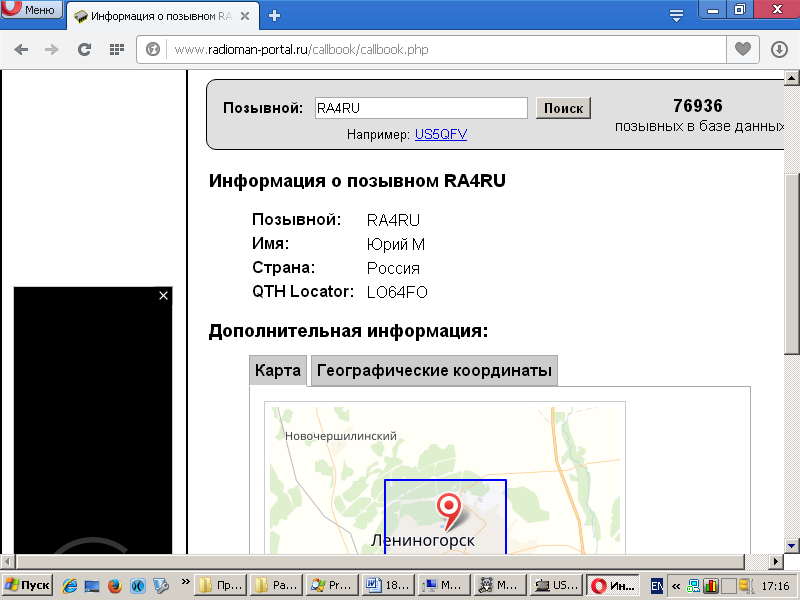 Меню
Информация о позывном RA
www.radioman-portal.ru/callbook/callbook.php
Позывной: RA4RU Поиск
76936
позывных в базе данных
Например: US5QFV
Информация о позывном RA4RU
Позывной: RA4RU
Имя: Юрий М
Страна: Россия
QTH Locator: LO64FO
Дополнительная информация:
Карта Географические координаты
Новочершилинский
Лениногорск
Пуск » Пр... Ра... Pr... 18... М... М... US... Ин... EN « 17:16